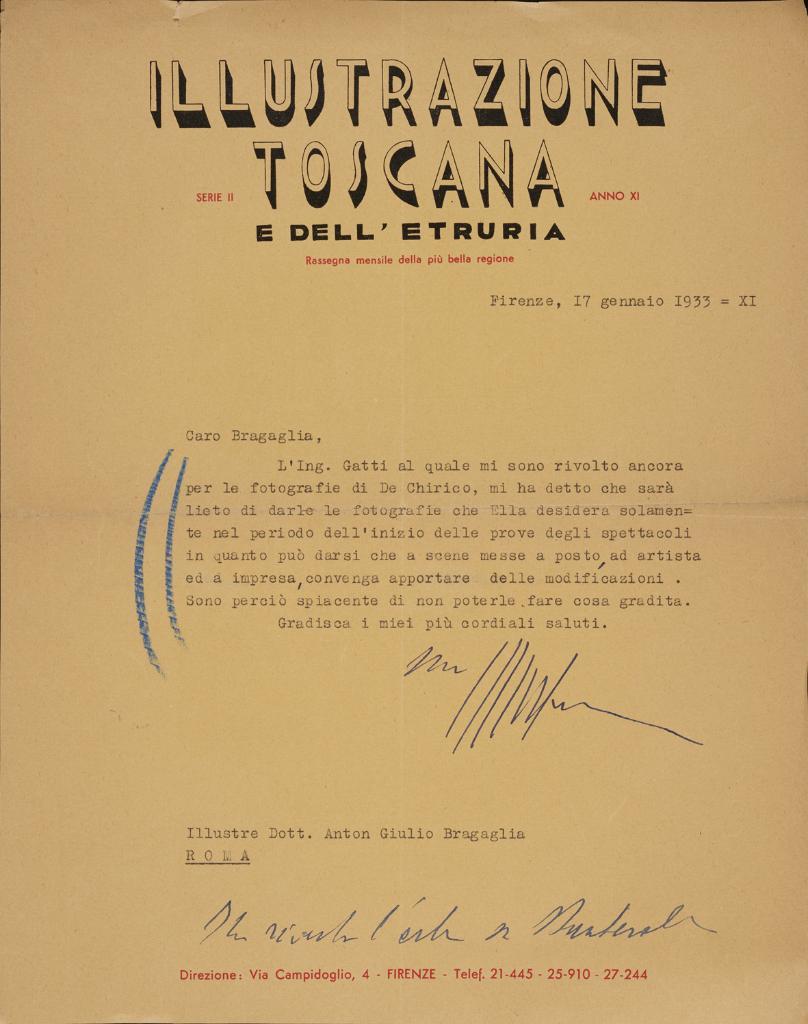 ILLUSTRAZIONE
TOSCANA
SERIE II
ANNO XI
E DELL' ETRURIA
Rassegna mensile della più bella regione
Firenze, I7 gennaio I933 = XI
Caro Bragaglia,
L'Ing. Gatti al quale mi sono rivolto ancora
per le fotografie di De Chirico, mi ha detto che sarà
lieto di darle le fotografie che Ella desidera solamen=
te nel periodo dell'inizio delle prove degli spettacoli
in quanto può darsi che a scene messe a posto, ad artista
ed a impresa, convenga apportare delle modificazioni .
Sono perciò spiacente di non poterle fare cosa gradita.
Gradisca i miei più cordiali saluti.
Illustre Dott. Anton Giulio Bragaglia
R O M A
Direzione: Via Campidoglio, 4 - FIRENZE - Telef. 21-445 - 25-910 - 27-244